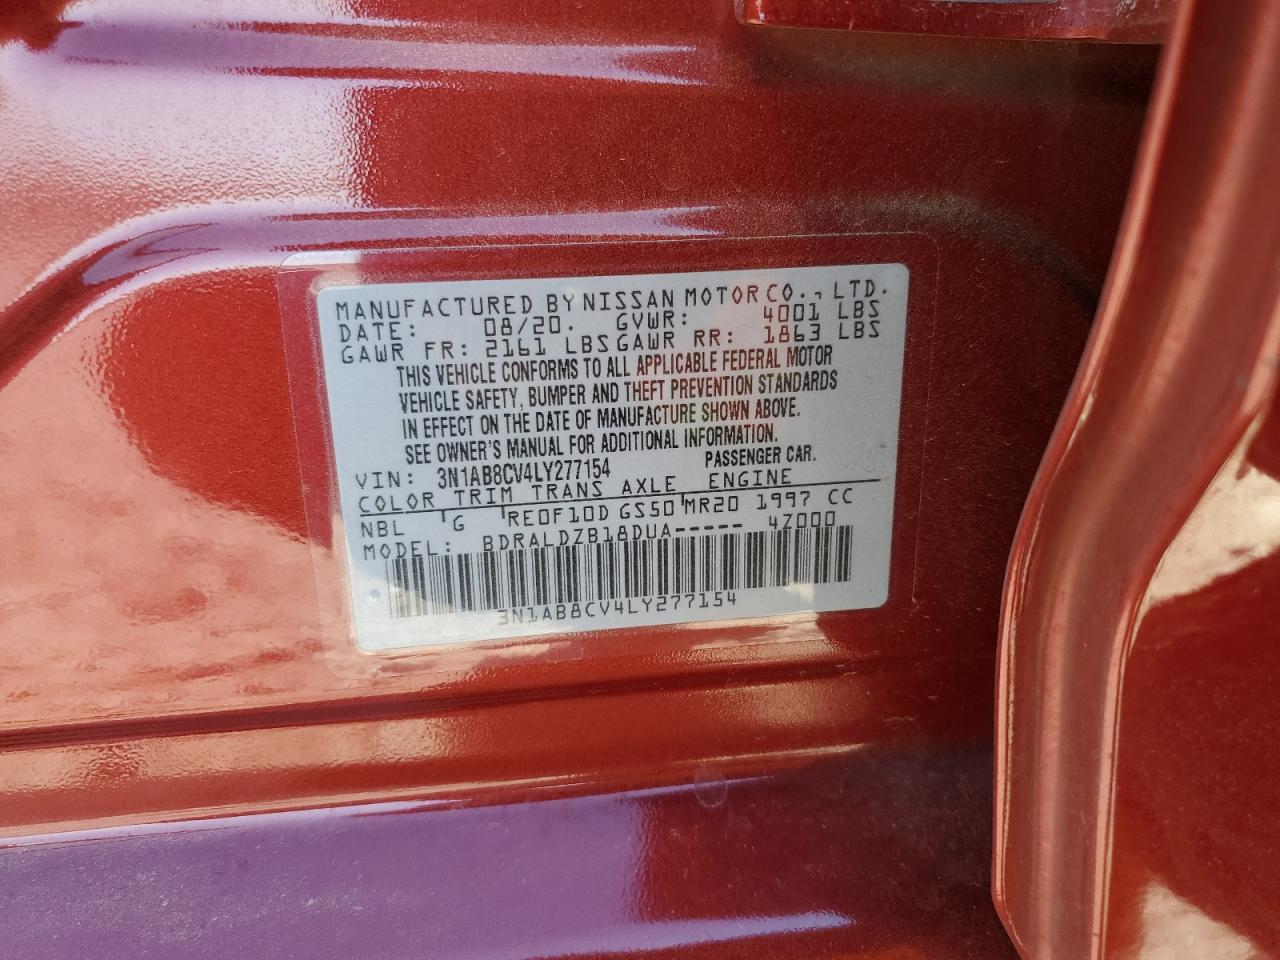 MANUFACTURED BY NISSAN MOTOR CO., LTD.
DATE: 08/20. GVWR: 4001 LBS
GAWR FR: 2161 LBS GAWR RR: 1863 LBS
THIS VEHICLE CONFORMS TO ALL APPLICABLE FEDERAL MOTOR
VEHICLE SAFETY, BUMPER AND THEFT PREVENTION STANDARDS
IN EFFECT ON THE DATE OF MANUFACTURE SHOWN ABOVE.
SEE OWNER'S MANUAL FOR ADDITIONAL INFORMATION.
VIN: 3N1AB8CV4LY277154 PASSENGER CAR.
COLOR TRIM TRANS AXLE ENGINE
NBL G RE0F10D GS50 MR20 1997 CC
MODEL: BDRALDZB18DUA----- 4Z000
3N1AB8CV4LY277154